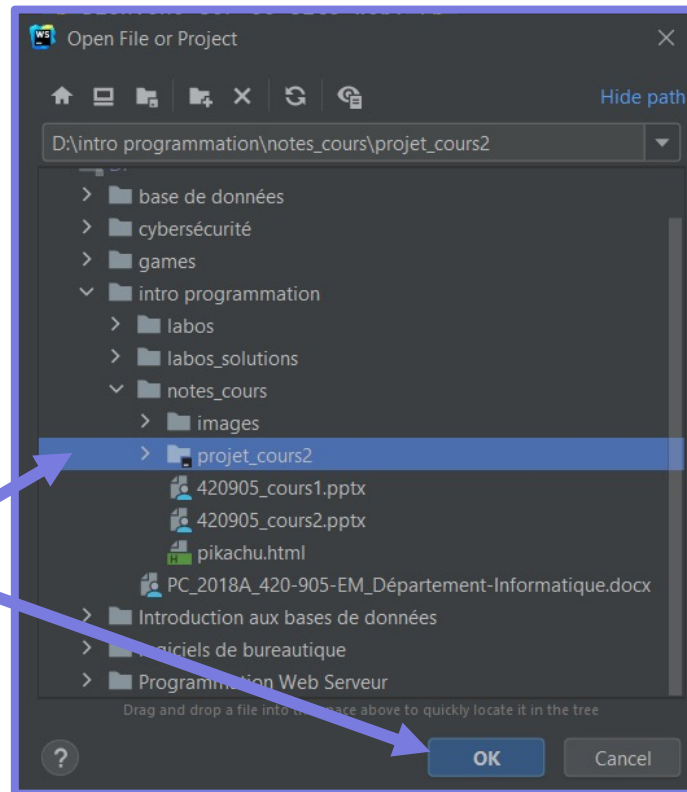 WS
Open File or Project
Hide path
D:\intro programmation\notes_cours\projet_cours2
base de données
cybersécurité
games
intro programmation
labos
labos_solutions
notes_cours
images
projet_cours2
420905_cours1.pptx
420905_cours2.pptx
H
pikachu.html
PC_2018A_420-905-EM_Département-Informatique.docx
Introduction aux bases de données
Logiciels de bureautique
Programmation Web Serveur
Drag and drop a file into the space above to quickly locate it in the tree
?
OK
Cancel